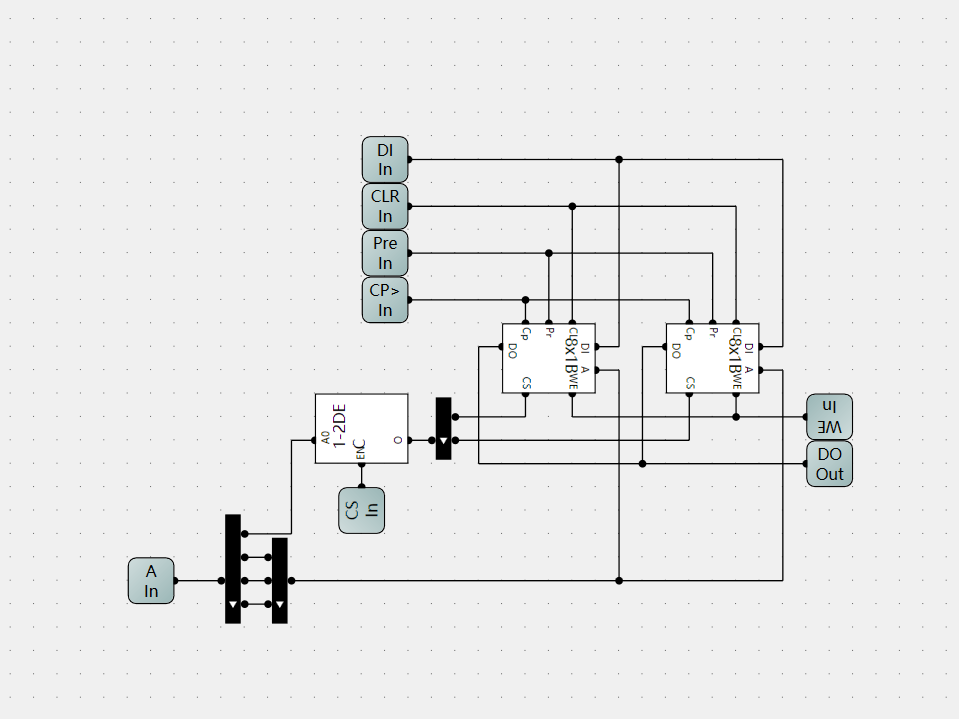 DI
In
CLR
In
Pre
In
CP>
In
Cp
Pr
CL
DO
8x1B
DI
A
CS
WE
Cp
Pr
CL
DO
8x1B
DI
A
CS
WE
A0
1-2DE
C
EN
O
WE
In
DO
Out
CS
In
A
In